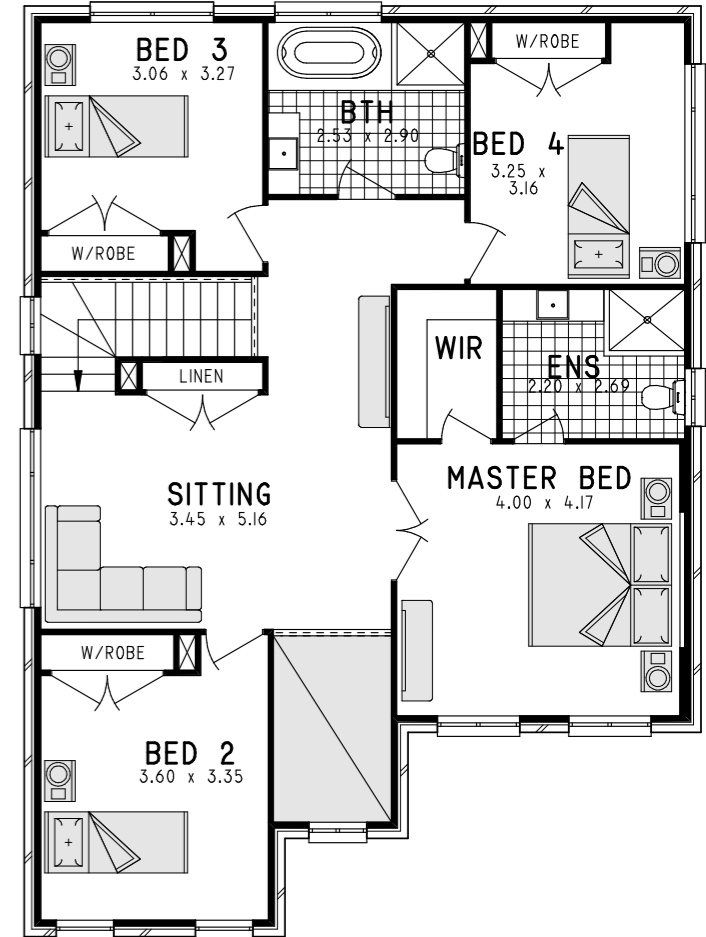 BED 3
3.06 x 3.27
W/ROBE
BTH
2.53 x 2.90
BED 4
3.25 x
3.16
W/ROBE
WIR
ENS
2.20 x 2.69
LINEN
MASTER BED
4.00 x 4.17
SITTING
3.45 x 5.16
W/ROBE
BED 2
3.60 x 3.35